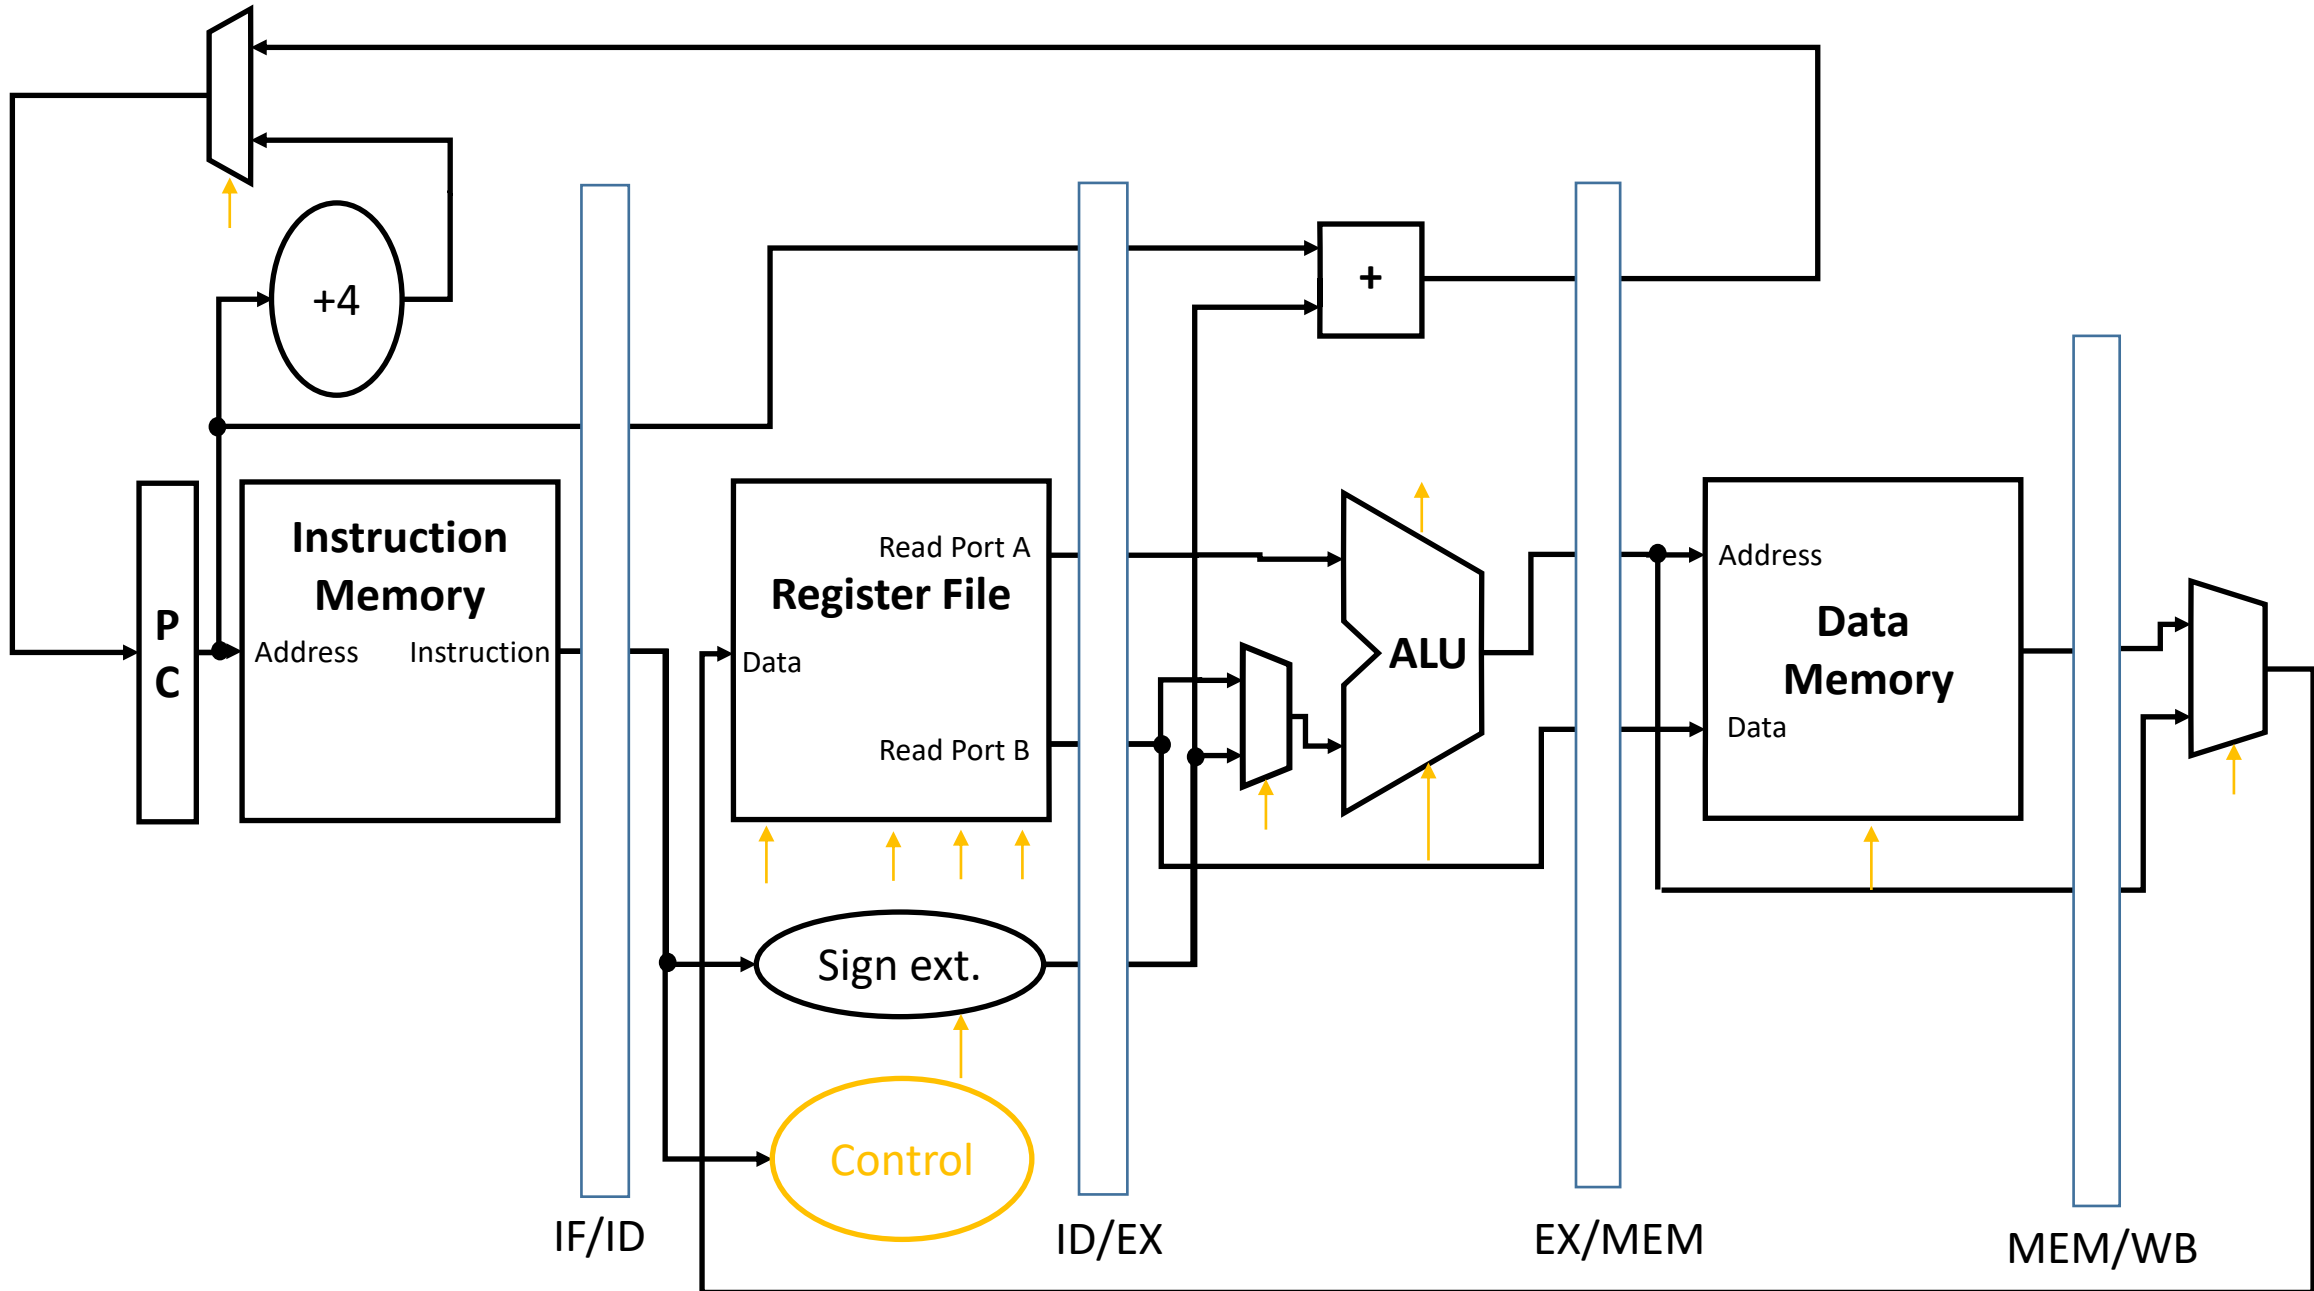 +4
+
Instruction
Memory
Address
Instruction
P
C
Read Port A
Register File
Data
Read Port B
ALU
Address
Data
Memory
Data
Sign ext.
Control
IF/ID
ID/EX
EX/MEM
MEM/WB